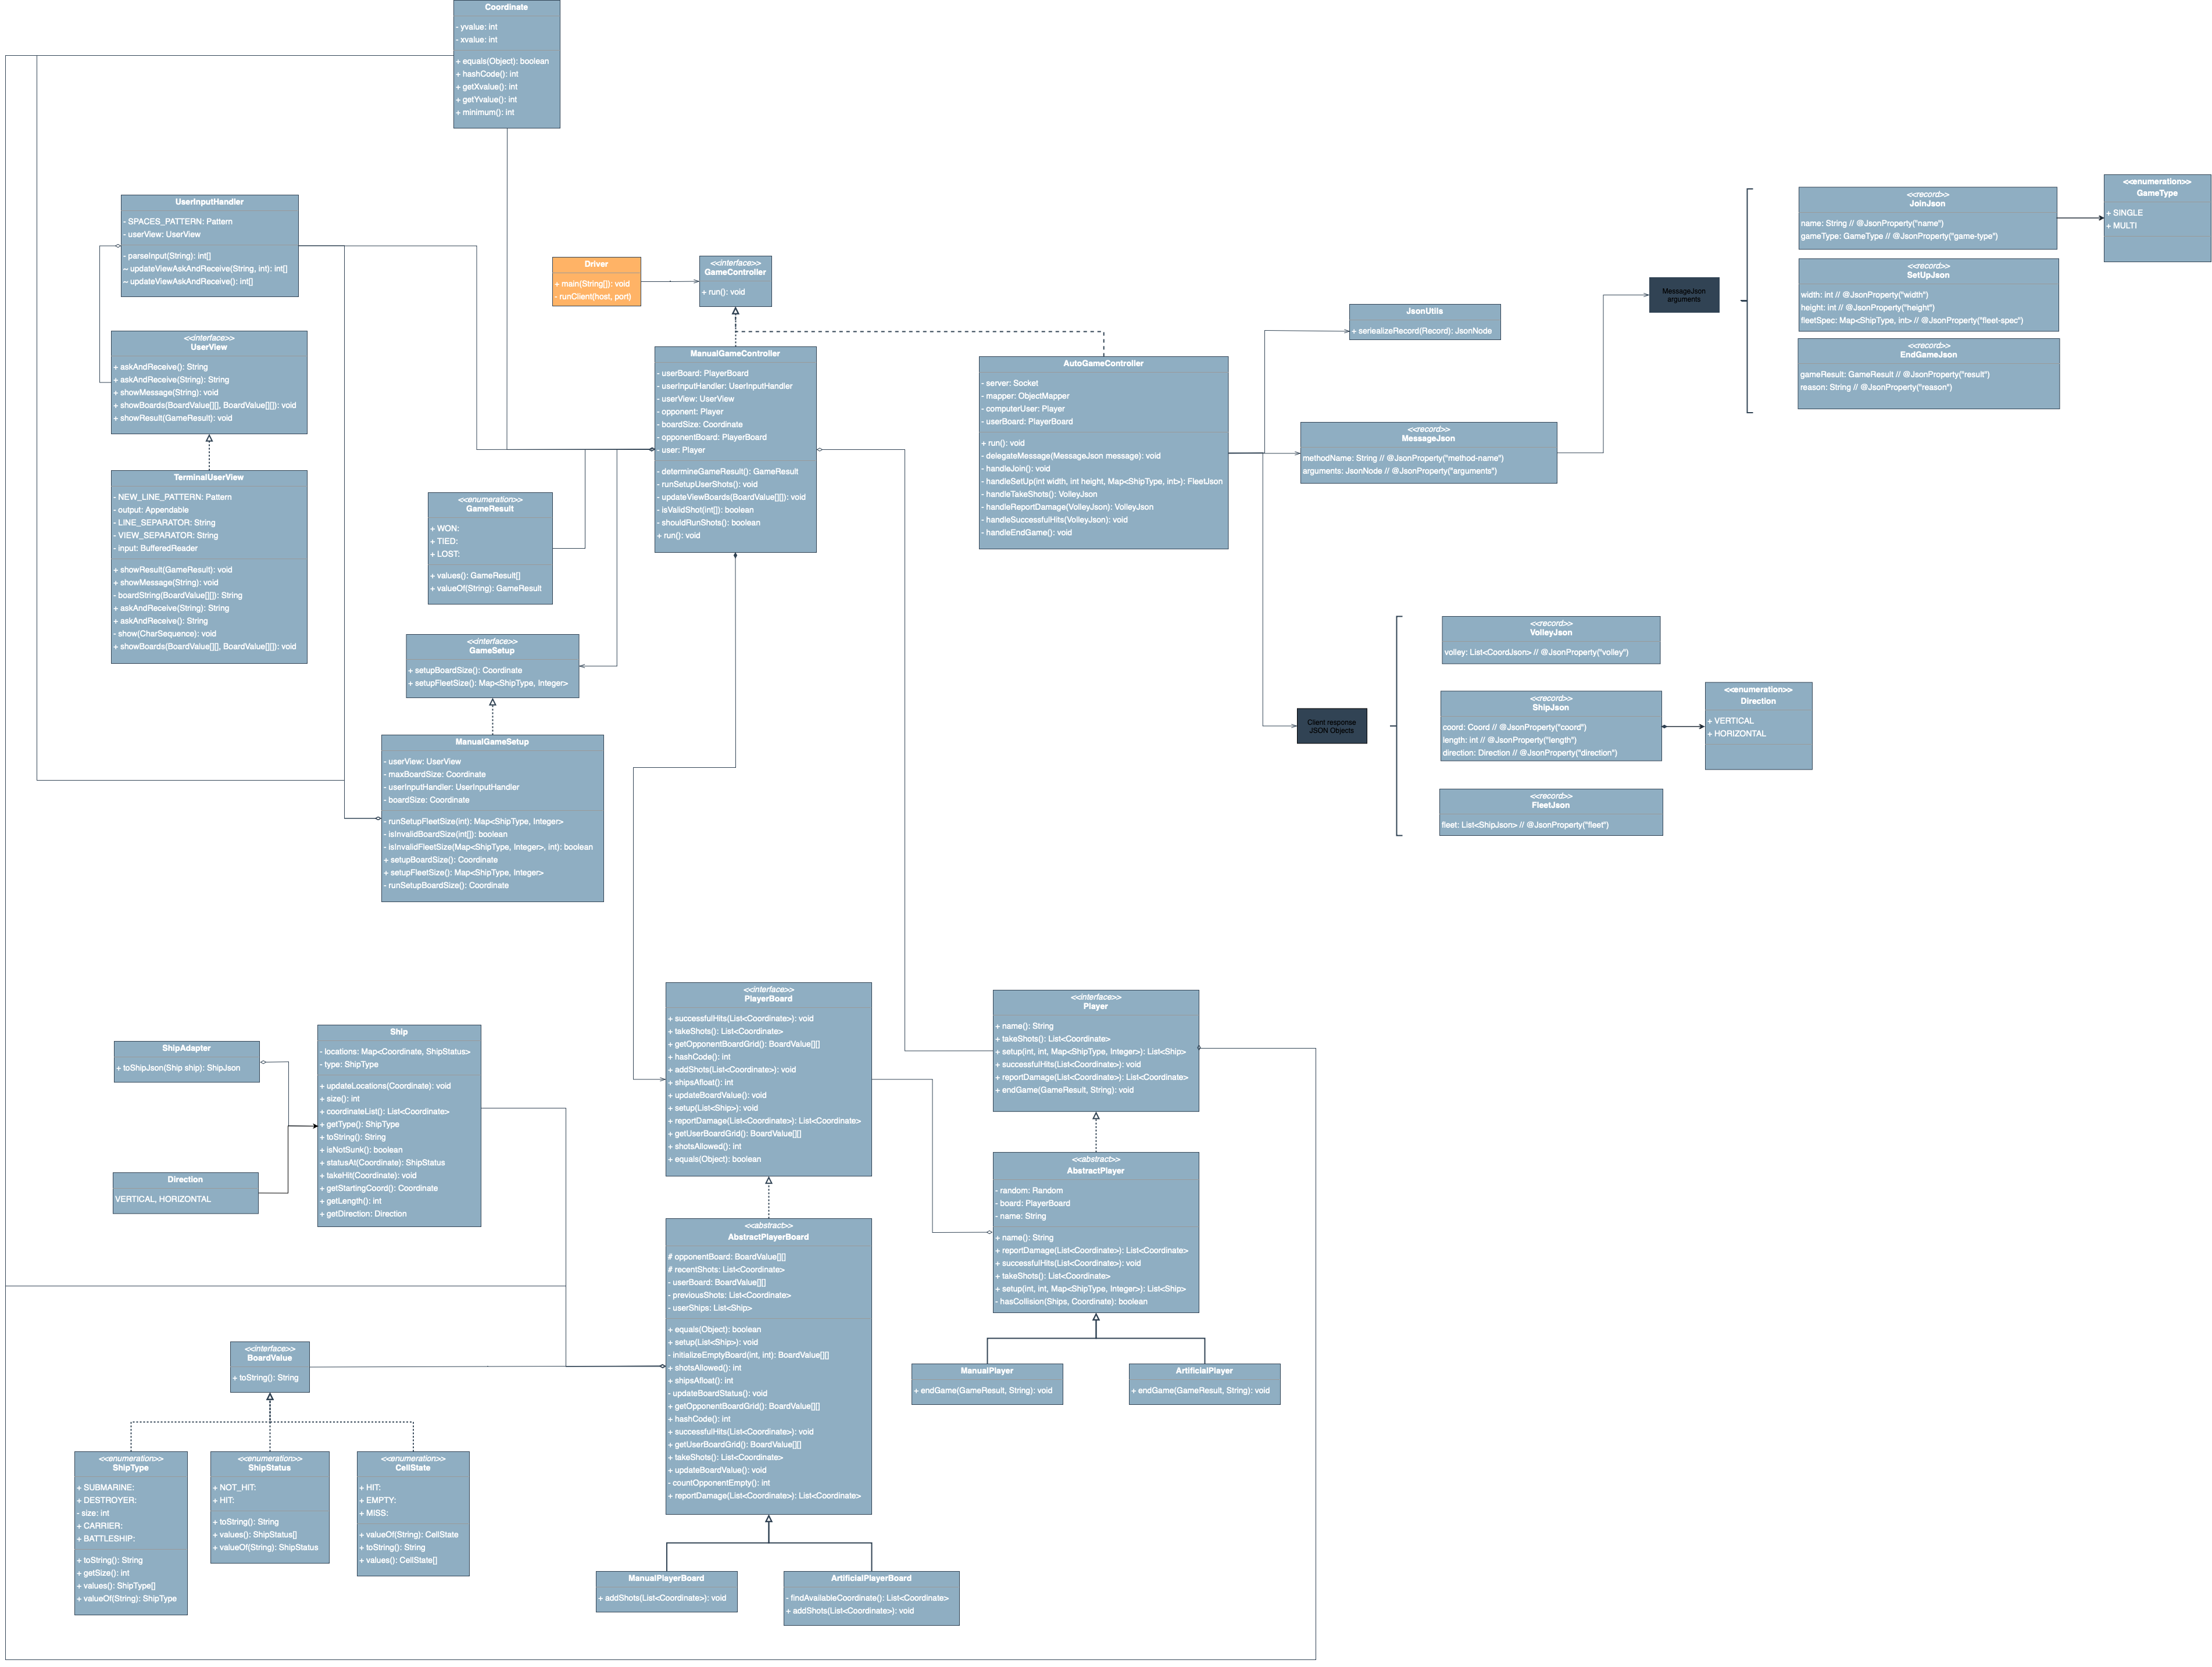 Coordinate
- yvalue: int
- xvalue: int
+ equals(Object): boolean
+ hashCode(): int
+ getXvalue(): int
+ getYvalue(): int
+ minimum(): int
UserInputHandler
- SPACES_PATTERN: Pattern
- userView: UserView
- parseInput(String): int[]
~ updateViewAskAndReceive(String, int): int[]
~ updateViewAskAndReceive(): int[]
<<interface>>
UserView
+ askAndReceive(): String
+ askAndReceive(String): String
+ showMessage(String): void
+ showBoards(BoardValue[][], BoardValue[][]): void
+ showResult(GameResult): void
TerminalUserView
- NEW_LINE_PATTERN: Pattern
- output: Appendable
- LINE_SEPARATOR: String
- VIEW_SEPARATOR: String
- input: BufferedReader
+ showResult(GameResult): void
+ showMessage(String): void
- boardString(BoardValue[][]): String
+ askAndReceive(String): String
+ askAndReceive(): String
- show(CharSequence): void
+ showBoards(BoardValue[][], BoardValue[][]): void
Driver
+ main(String[]): void
- runClient(host, port)
<<interface>>
GameController
+ run(): void
ManualGameController
- userBoard: PlayerBoard
- userInputHandler: UserInputHandler
- userView: UserView
- opponent: Player
- boardSize: Coordinate
- opponentBoard: PlayerBoard
- user: Player
- determineGameResult(): GameResult
- runSetupUserShots(): void
- updateViewBoards(BoardValue[][]): void
- isValidShot(int[]): boolean
- shouldRunShots(): boolean
+ run(): void
AutoGameController
- server: Socket
- mapper: ObjectMapper
- computerUser: Player
- userBoard: PlayerBoard
+ run(): void
- delegateMessage(MessageJson message): void
- handleJoin(): void
- handleSetUp(int width, int height, Map<ShipType, int>): FleetJson
- handleTakeShots(): VolleyJson
- handleReportDamage(VolleyJson): VolleyJson
- handleSuccessfulHits(VolleyJson): void
- handleEndGame(): void
JsonUtils
+ seriealizeRecord(Record): JsonNode
<<record>>
MessageJson
methodName: String // @JsonProperty("method-name")
arguments: JsonNode // @JsonProperty("arguments")
MessageJson
arguments
<<record>>
JoinJson
name: String // @JsonProperty("name")
gameType: GameType // @JsonProperty("game-type")
<<record>>
SetUpJson
width: int // @JsonProperty("width")
height: int // @JsonProperty("height")
fleetSpec: Map<ShipType, int> // @JsonProperty("fleet-spec")
<<record>>
EndGameJson
gameResult: GameResult // @JsonProperty("result")
reason: String // @JsonProperty("reason")
<<enumeration>>
GameType
+ SINGLE
+ MULTI
<<enumeration>>
GameResult
+ WON:
+ TIED:
+ LOST:
+ values(): GameResult[]
+ valueOf(String): GameResult
<<interface>>
GameSetup
+ setupBoardSize(): Coordinate
+ setupFleetSize(): Map<ShipType, Integer>
ManualGameSetup
- userView: UserView
- maxBoardSize: Coordinate
- userInputHandler: UserInputHandler
- boardSize: Coordinate
- runSetupFleetSize(int): Map<ShipType, Integer>
- isInvalidBoardSize(int[]): boolean
- isInvalidFleetSize(Map<ShipType, Integer>, int): boolean
+ setupBoardSize(): Coordinate
+ setupFleetSize(): Map<ShipType, Integer>
- runSetupBoardSize(): Coordinate
Client response
JSON Objects
<<record>>
VolleyJson
volley: List<CoordJson> // @JsonProperty("volley")
<<record>>
ShipJson
coord: Coord // @JsonProperty("coord")
length: int // @JsonProperty("length")
direction: Direction // @JsonProperty("direction")
<<record>>
FleetJson
fleet: List<ShipJson> // @JsonProperty("fleet")
<<enumeration>>
Direction
+ VERTICAL
+ HORIZONTAL
ShipAdapter
+ toShipJson(Ship ship): ShipJson
Direction
VERTICAL, HORIZONTAL
Ship
- locations: Map<Coordinate, ShipStatus>
- type: ShipType
+ updateLocations(Coordinate): void
+ size(): int
+ coordinateList(): List<Coordinate>
+ getType(): ShipType
+ toString(): String
+ isNotSunk(): boolean
+ statusAt(Coordinate): ShipStatus
+ takeHit(Coordinate): void
+ getStartingCoord(): Coordinate
+ getLength(): int
+ getDirection: Direction
<<interface>>
PlayerBoard
+ successfulHits(List<Coordinate>): void
+ takeShots(): List<Coordinate>
+ getOpponentBoardGrid(): BoardValue[][]
+ hashCode(): int
+ addShots(List<Coordinate>): void
+ shipsAfloat(): int
+ updateBoardValue(): void
+ setup(List<Ship>): void
+ reportDamage(List<Coordinate>): List<Coordinate>
+ getUserBoardGrid(): BoardValue[][]
+ shotsAllowed(): int
+ equals(Object): boolean
<<interface>>
Player
+ name(): String
+ takeShots(): List<Coordinate>
+ setup(int, int, Map<ShipType, Integer>): List<Ship>
+ successfulHits(List<Coordinate>): void
+ reportDamage(List<Coordinate>): List<Coordinate>
+ endGame(GameResult, String): void
<<abstract>>
AbstractPlayer
- random: Random
- board: PlayerBoard
- name: String
+ name(): String
+ reportDamage(List<Coordinate>): List<Coordinate>
+ successfulHits(List<Coordinate>): void
+ takeShots(): List<Coordinate>
+ setup(int, int, Map<ShipType, Integer>): List<Ship>
- hasCollision(Ships, Coordinate): boolean
ManualPlayer
+ endGame(GameResult, String): void
ArtificialPlayer
+ endGame(GameResult, String): void
<<abstract>>
AbstractPlayerBoard
# opponentBoard: BoardValue[][]
# recentShots: List<Coordinate>
- userBoard: BoardValue[][]
- previousShots: List<Coordinate>
- userShips: List<Ship>
+ equals(Object): boolean
+ setup(List<Ship>): void
- initializeEmptyBoard(int, int): BoardValue[][]
+ shotsAllowed(): int
+ shipsAfloat(): int
- updateBoardStatus(): void
+ getOpponentBoardGrid(): BoardValue[][]
+ hashCode(): int
+ successfulHits(List<Coordinate>): void
+ getUserBoardGrid(): BoardValue[][]
+ takeShots(): List<Coordinate>
+ updateBoardValue(): void
- countOpponentEmpty(): int
+ reportDamage(List<Coordinate>): List<Coordinate>
<<interface>>
BoardValue
+ toString(): String
<<enumeration>>
ShipType
+ SUBMARINE:
+ DESTROYER:
- size: int
+ CARRIER:
+ BATTLESHIP:
+ toString(): String
+ getSize(): int
+ values(): ShipType[]
+ valueOf(String): ShipType
<<enumeration>>
ShipStatus
+ NOT_HIT:
+ HIT:
+ toString(): String
+ values(): ShipStatus[]
+ valueOf(String): ShipStatus
<<enumeration>>
CellState
+ HIT:
+ EMPTY:
+ MISS:
+ valueOf(String): CellState
+ toString(): String
+ values(): CellState[]
ManualPlayerBoard
+ addShots(List<Coordinate>): void
ArtificialPlayerBoard
- findAvailableCoordinate(): List<Coordinate>
+ addShots(List<Coordinate>): void